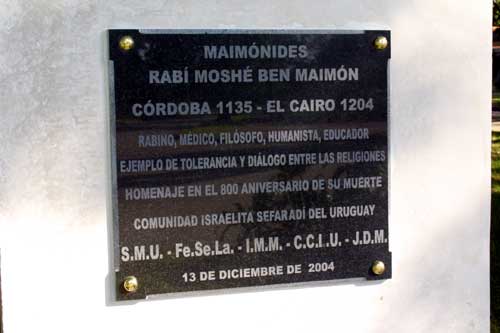 MAIMÓNIDES
RABÍ MOSHÉ BEN MAIMÓN
CÓRDOBA 1135 - EL CAIRO 1204
RABINO, MÉDICO, FILÓSOFO, HUMANISTA, EDUCADOR
EJEMPLO DE TOLERANCIA Y DIÁLOGO ENTRE LAS RELIGIONES
HOMENAJE EN EL 800 ANIVERSARIO DE SU MUERTE
COMUNIDAD ISRAELITA SEFARADÍ DEL URUGUAY
S.M.U. - Fe.Se.La. - I.M.M. - C.C.I .U. - J.D.M.
13 DE DICIEMBRE DE 2004